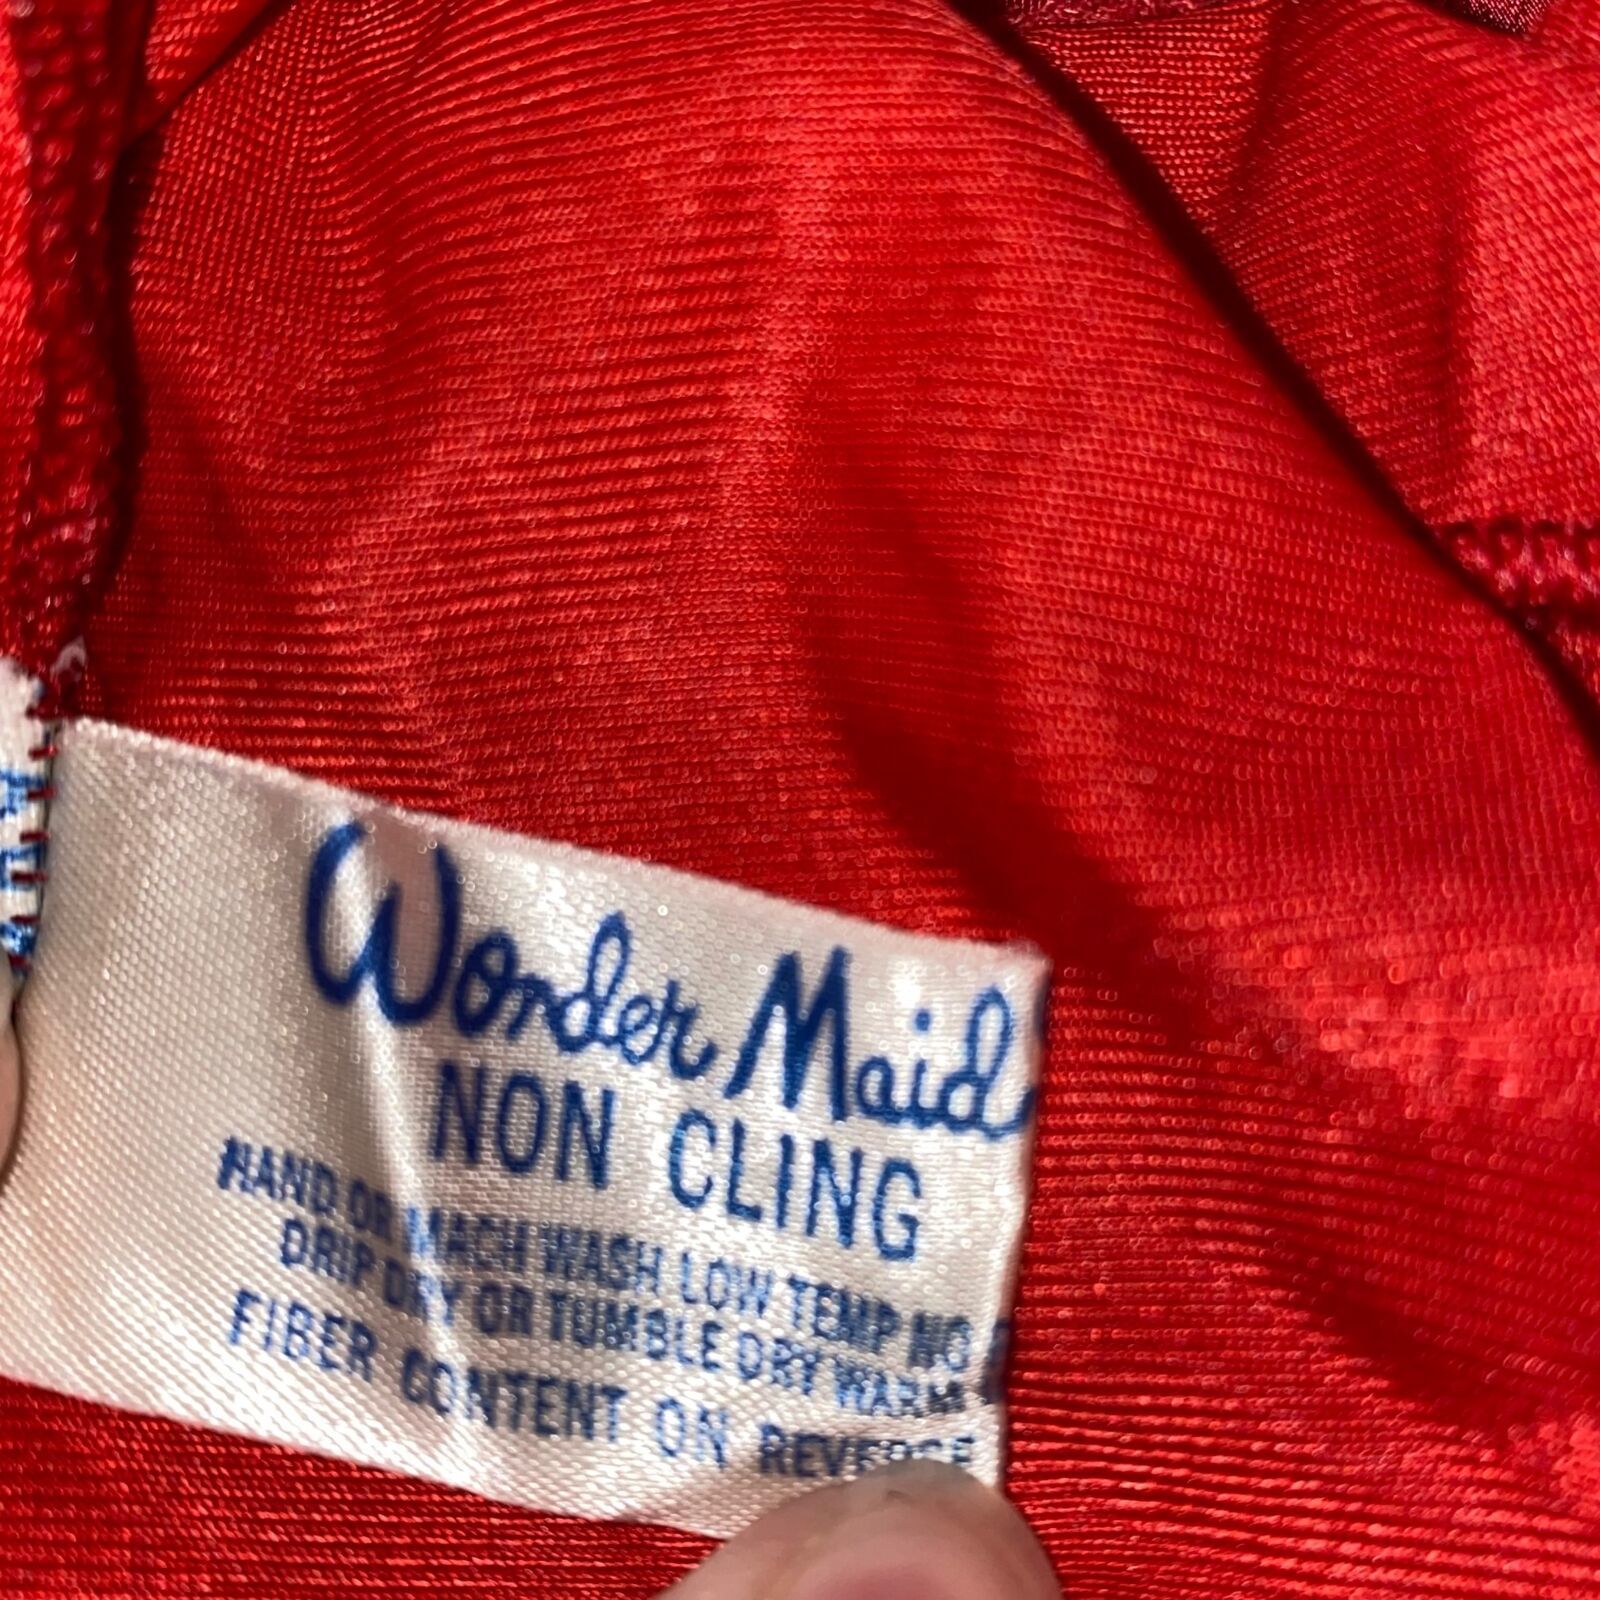 Wonder Maid
NON CLING
HAND OR MACH WASH LOW TEMP NO
DRIP DRY OR TUMBLE DRY WARM
FIBER CONTENT ON REVERSE